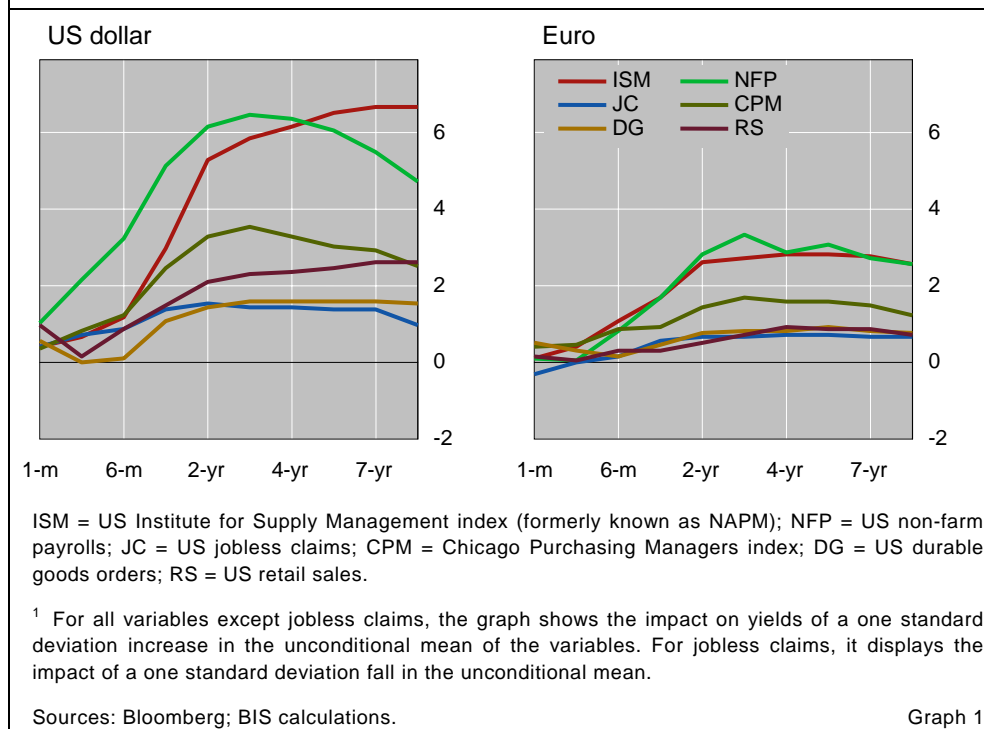 US dollar
Euro
ISM NFP
JC CPM
DG RS
6
4
2
0
-2
6
4
2
0
-2
1-m 6-m 2-yr 4-yr 7-yr
1-m 6-m 2-yr 4-yr 7-yr
ISM = US Institute for Supply Management index (formerly known as NAPM); NFP = US non-farm
payrolls; JC = US jobless claims; CPM = Chicago Purchasing Managers index; DG = US durable
goods orders; RS = US retail sales.
1 For all variables except jobless claims, the graph shows the impact on yields of a one standard
deviation increase in the unconditional mean of the variables. For jobless claims, it displays the
impact of a one standard deviation fall in the unconditional mean.
Sources: Bloomberg; BIS calculations. Graph 1